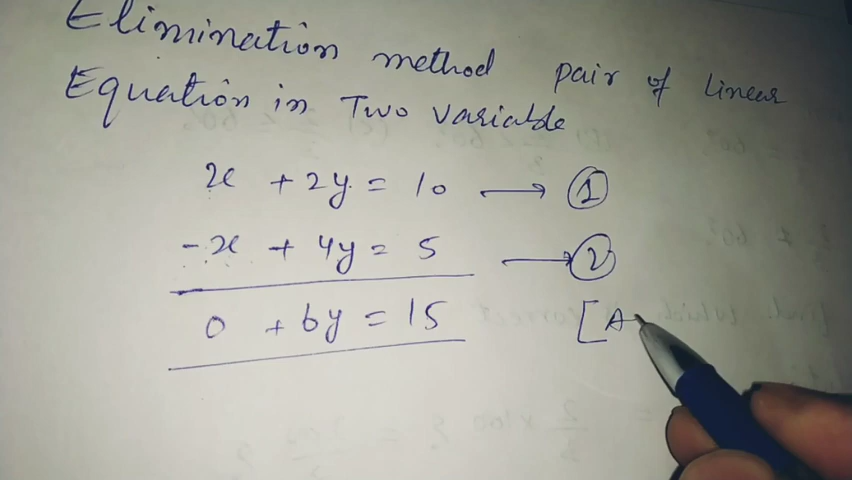 Elimination method pair of linear
Equation in Two variable
x + 2y = 10 → ①
-x + 4y = 5 → ②
0 + 6y = 15 [A